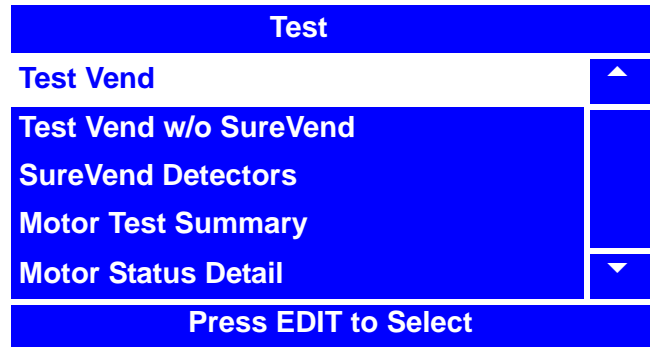 Test
Test Vend
Test Vend w/o SureVend
SureVend Detectors
Motor Test Summary
Motor Status Detail
Press EDIT to Select